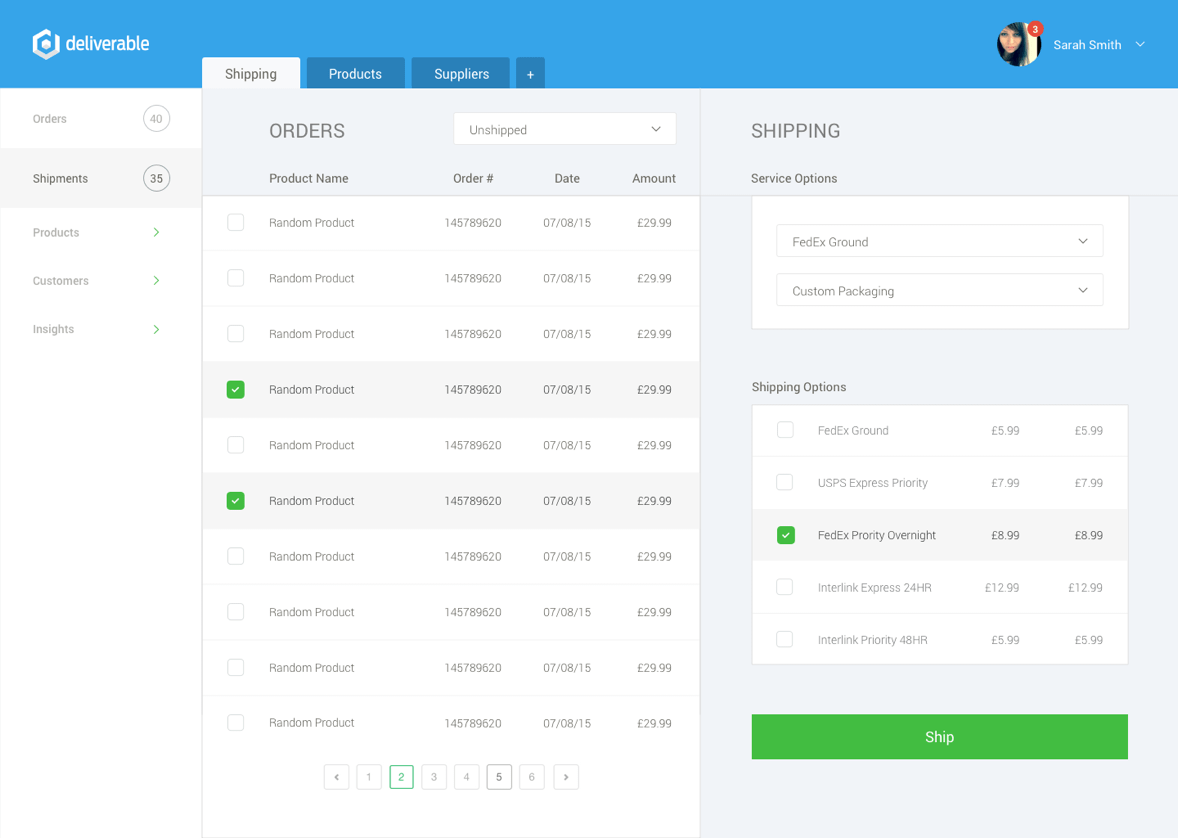 deliverable
3
Sarah Smith
Shipping Products Suppliers +
Orders 40
Shipments 35
Products
Customers
Insights
ORDERS
Unshipped
Product Name Order # Date Amount
Random Product 145789620 07/08/15 £29.99
Random Product 145789620 07/08/15 £29.99
Random Product 145789620 07/08/15 £29.99
Random Product 145789620 07/08/15 £29.99
Random Product 145789620 07/08/15 £29.99
Random Product 145789620 07/08/15 £29.99
Random Product 145789620 07/08/15 £29.99
Random Product 145789620 07/08/15 £29.99
Random Product 145789620 07/08/15 £29.99
Random Product 145789620 07/08/15 £29.99
1 2 3 4 5 6
SHIPPING
Service Options
FedEx Ground
Custom Packaging
Shipping Options
FedEx Ground £5.99 £5.99
USPS Express Priority £7.99 £7.99
FedEx Prority Overnight £8.99 £8.99
Interlink Express 24HR £12.99 £12.99
Interlink Priority 48HR £5.99 £5.99
Ship